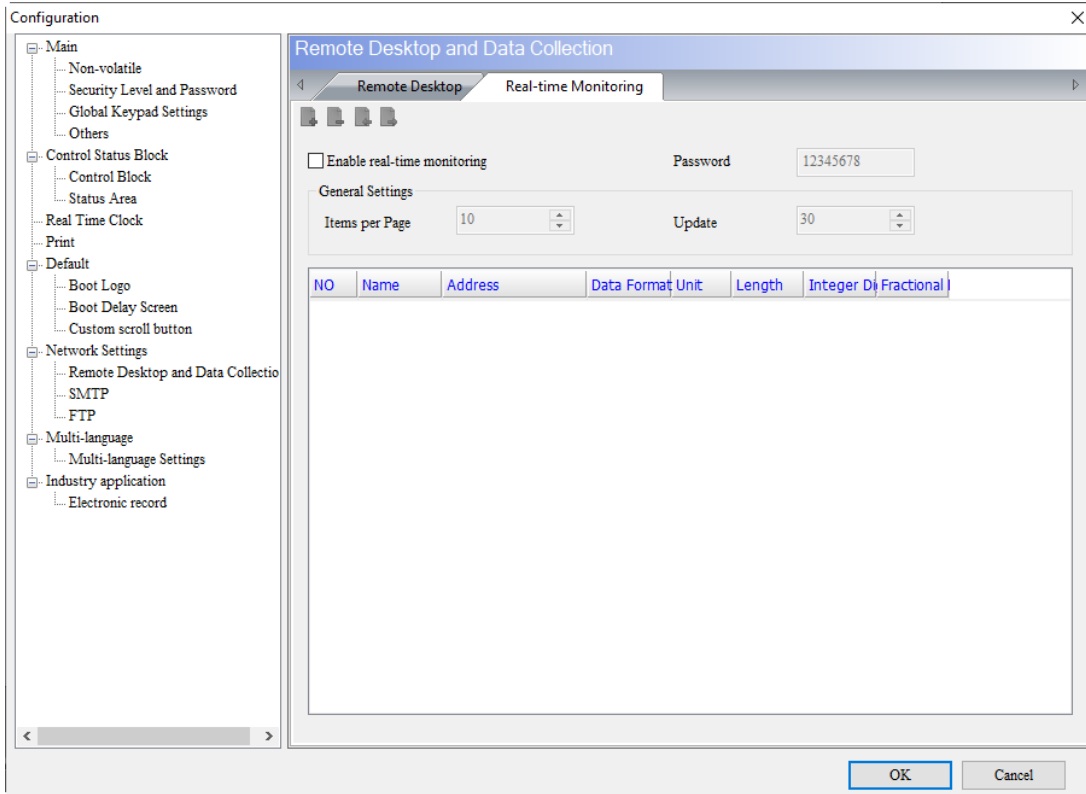 Configuration
Main
Non-volatile
Security Level and Password
Global Keypad Settings
Others
Control Status Block
Control Block
Status Area
Real Time Clock
Print
Default
Boot Logo
Boot Delay Screen
Custom scroll button
Network Settings
Remote Desktop and Data Collectio
SMTP
FTP
Multi-language
Multi-language Settings
Industry application
Electronic record
Remote Desktop and Data Collection
Remote Desktop Real-time Monitoring
Enable real-time monitoring Password 12345678
General Settings
Items per Page 10 Update 30
NO Name Address Data Format Unit Length Integer Di Fractional
OK Cancel